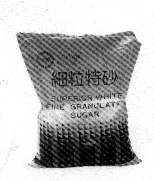 細粒特砂
SUPERIOR WHITE
FINE GRANULATED
SUGAR